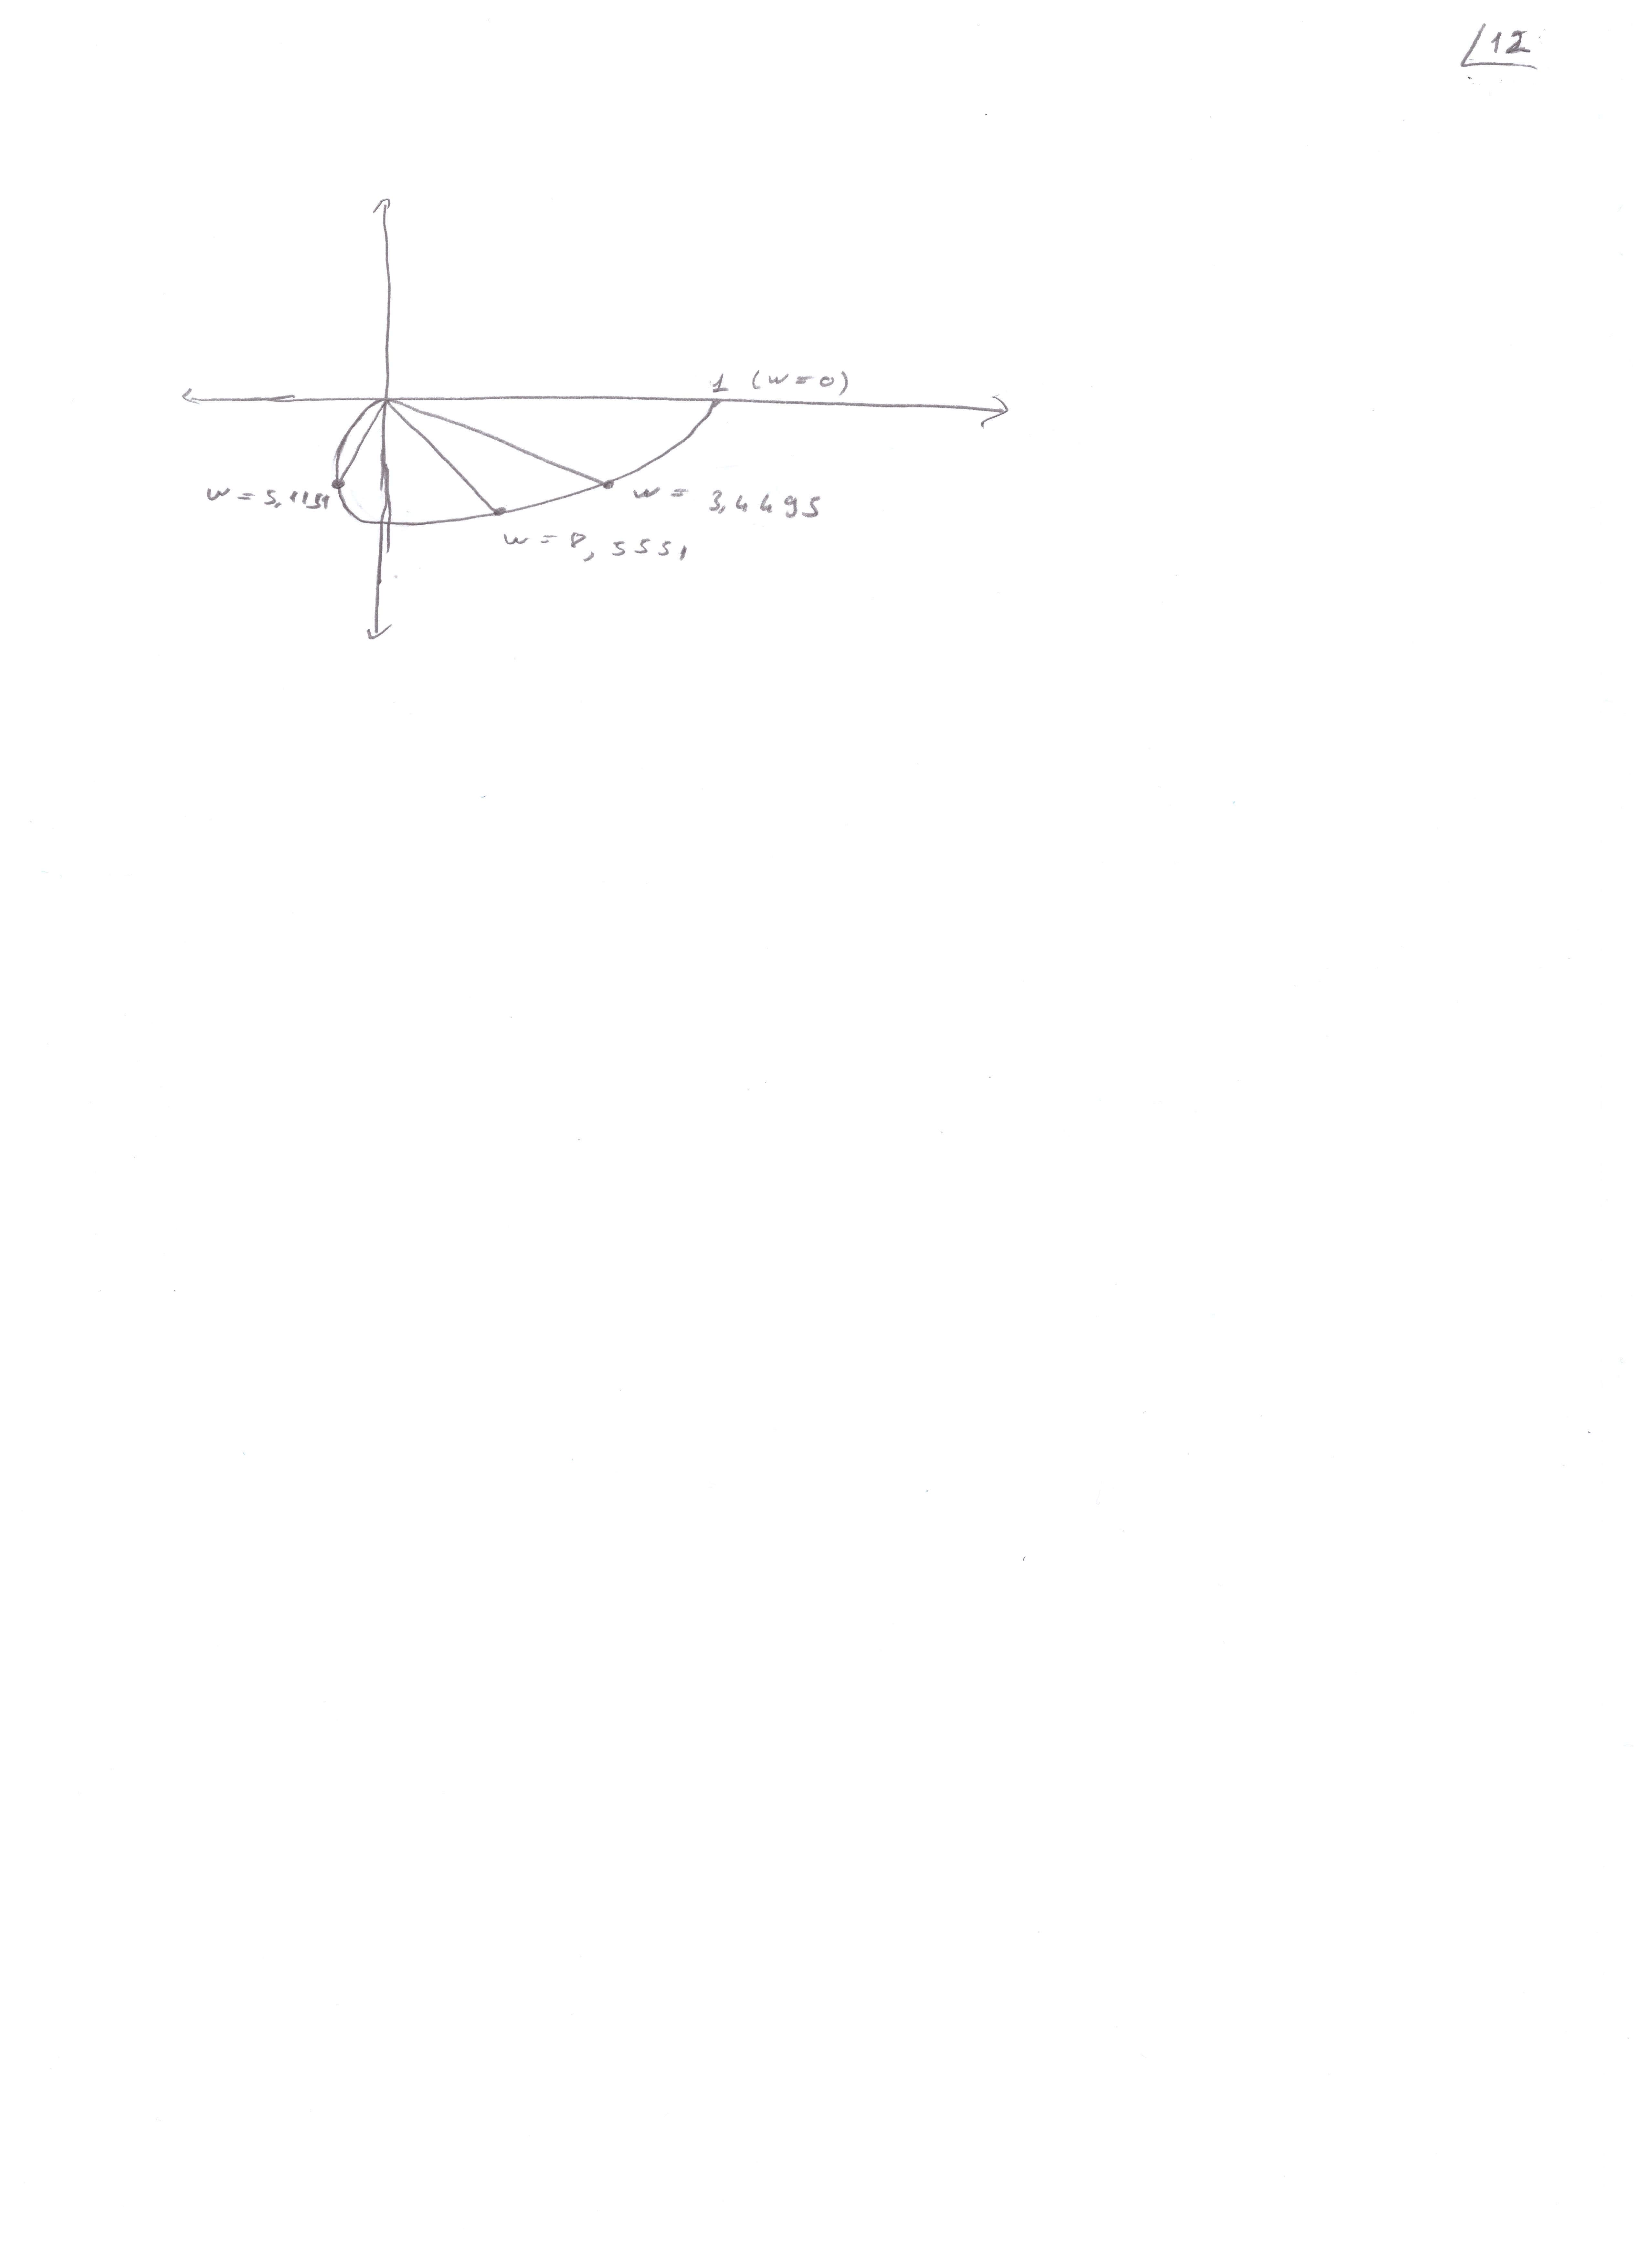 12
1 (w=0)
w = 3,4495
w = 8,5551